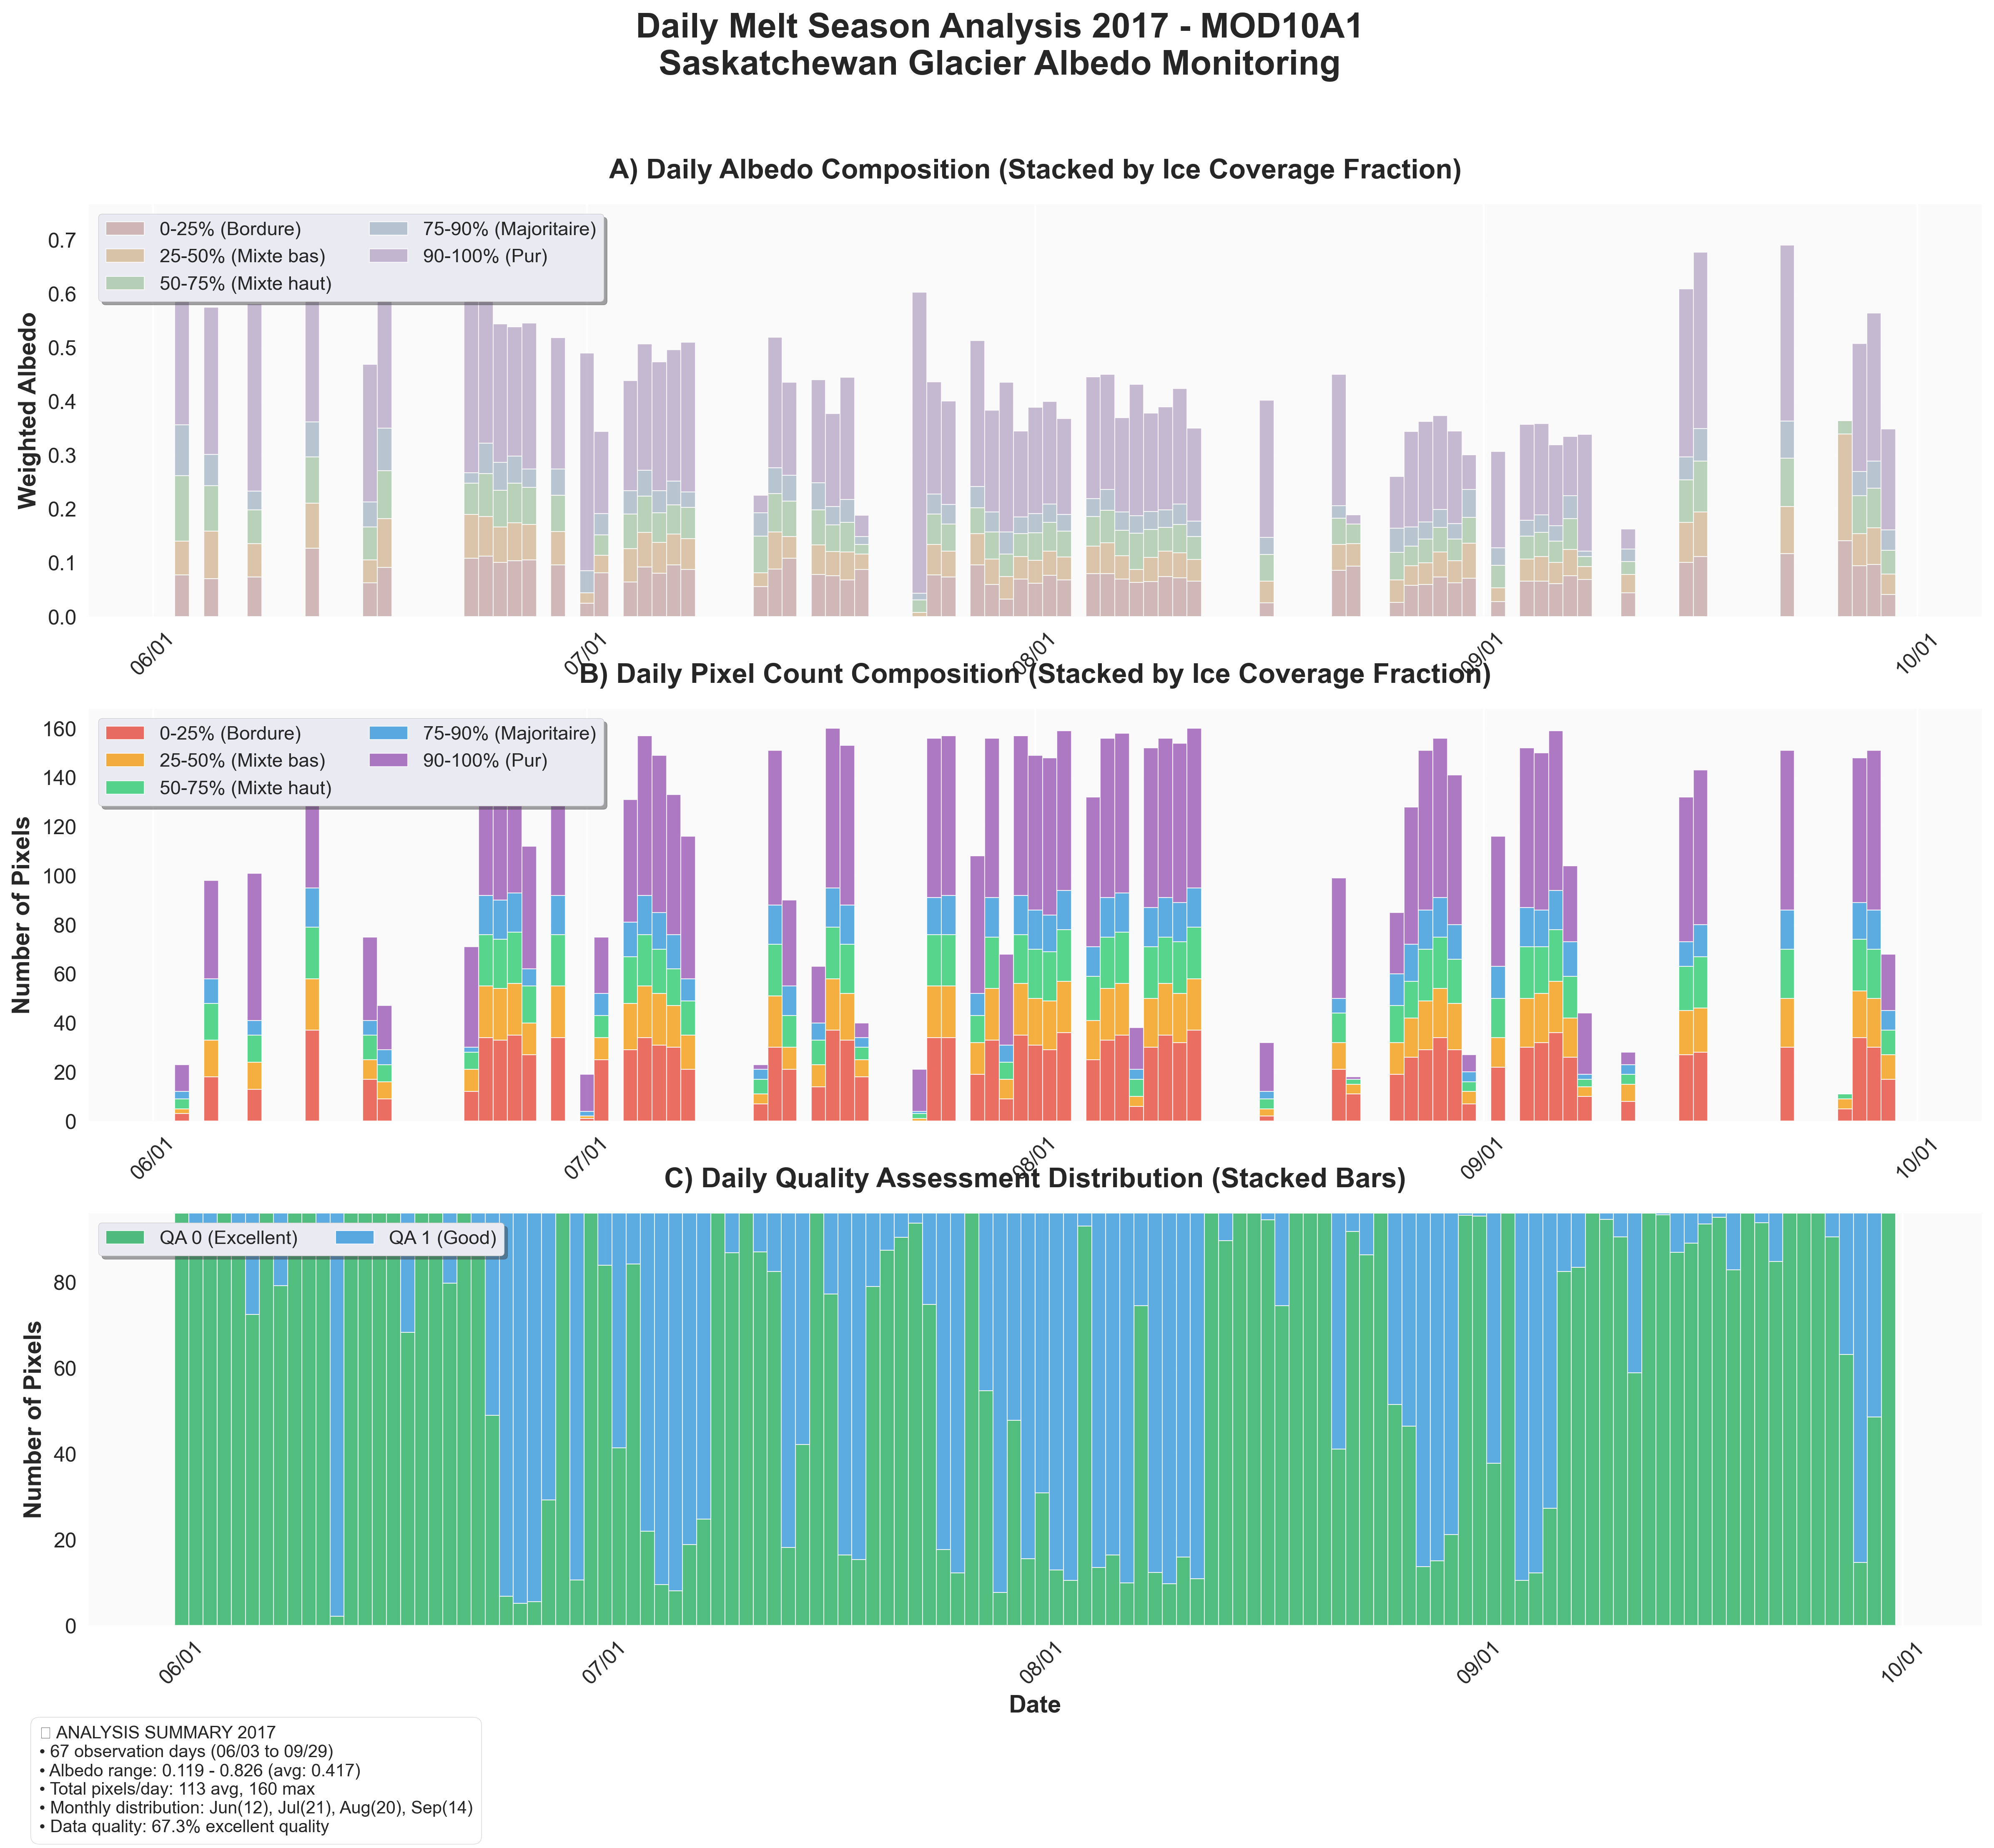 Daily Melt Season Analysis 2017 - MOD10A1
Saskatchewan Glacier Albedo Monitoring
A) Daily Albedo Composition (Stacked by Ice Coverage Fraction)
0-25% (Bordure)
25-50% (Mixte bas)
50-75% (Mixte haut)
75-90% (Majoritaire)
90-100% (Pur)
Weighted Albedo
0.7
0.6
0.5
0.4
0.3
0.2
0.1
0.0
06/01
07/01
08/01
09/01
10/01
B) Daily Pixel Count Composition (Stacked by Ice Coverage Fraction)
0-25% (Bordure)
25-50% (Mixte bas)
50-75% (Mixte haut)
75-90% (Majoritaire)
90-100% (Pur)
Number of Pixels
160
140
120
100
80
60
40
20
0
06/01
07/01
08/01
09/01
10/01
C) Daily Quality Assessment Distribution (Stacked Bars)
QA 0 (Excellent)
QA 1 (Good)
Number of Pixels
80
60
40
20
0
06/01
07/01
08/01
09/01
10/01
Date
ANALYSIS SUMMARY 2017
• 67 observation days (06/03 to 09/29)
• Albedo range: 0.119 - 0.826 (avg: 0.417)
• Total pixels/day: 113 avg, 160 max
• Monthly distribution: Jun(12), Jul(21), Aug(20), Sep(14)
• Data quality: 67.3% excellent quality